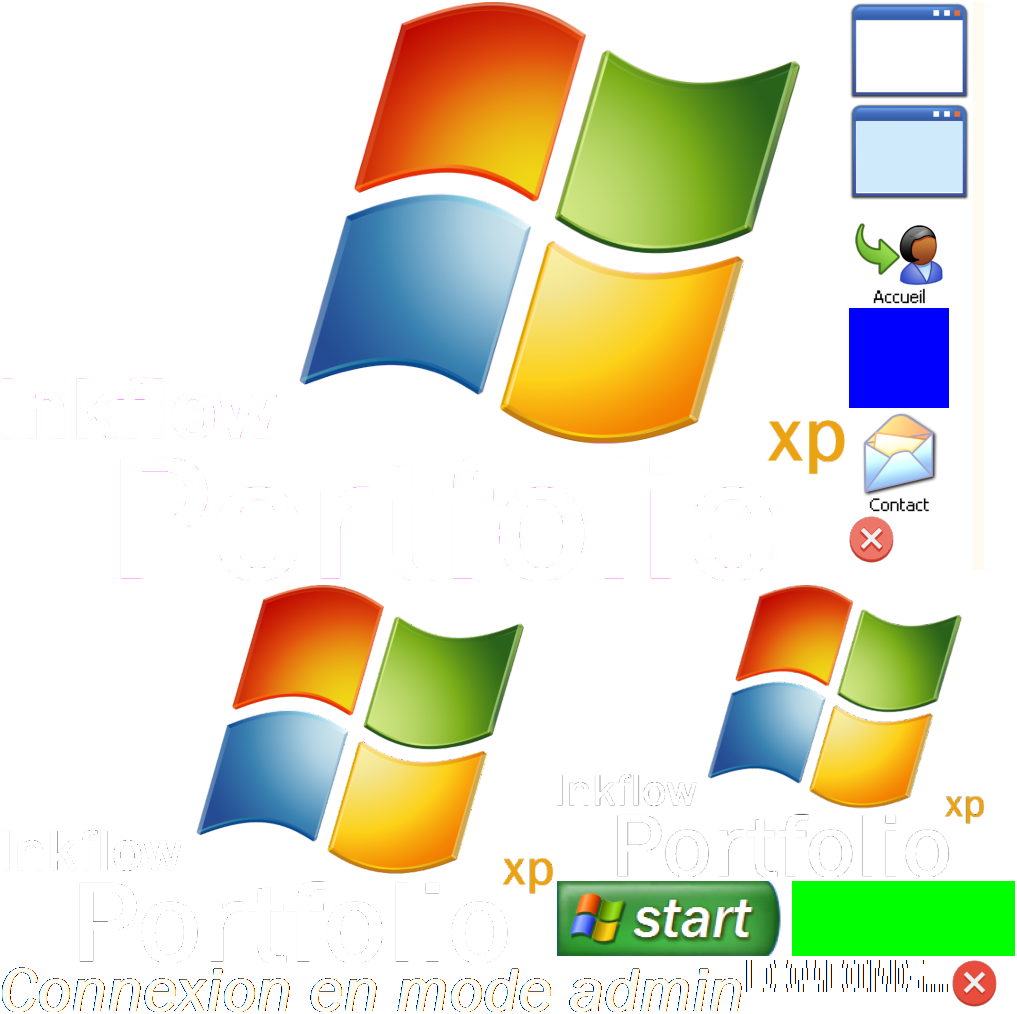 Accueil
Inkflow
xp
Portfolio
Contact
Inkflow
xp
Portfolio
Inkflow
xp
Portfolio
start
Connexion en mode admin